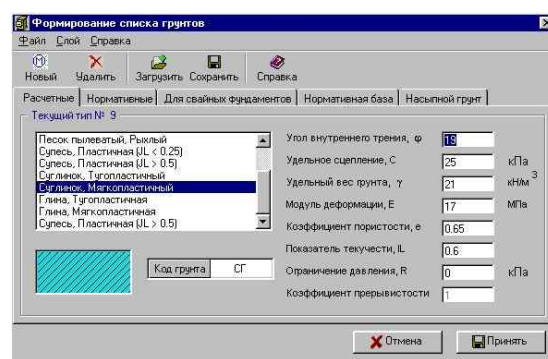 Формирование списка грунтов
Файл Слой Справка
Новый Удалить Загрузить Сохранить Справка
Расчетные Нормативные Для свайных фундаментов Нормативная база Насыпной грунт
Текущий тип № 9
Песок пылеватый, Рыхлый
Супесь, Пластичная (JL < 0.25)
Супесь, Пластичная (JL > 0.5)
Суглинок, Тугопластичный
Суглинок, Мягкопластичный
Глина, Тугопластичная
Глина, Мягкопластичная
Супесь, Пластичная (JL > 0.5)
Код грунта СГ
Угол внутреннего трения, φ 19
Удельное сцепление, С 25 кПа
Удельный вес грунта, γ 21 кН/м 3
Модуль деформации, Е 17 МПа
Коэффициент пористости, е 0.65
Показатель текучести, IL 0.6
Ограничение давления, R 0 кПа
Коэффициент прерывистости 1
Отмена Принять